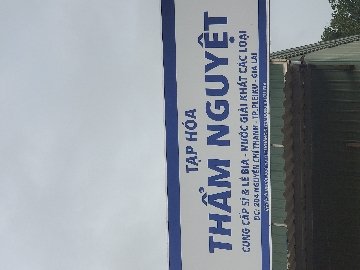 TẠP HÓA
THẮM NGUYỆT
CUNG CẤP SỈ & LẺ BIA - NƯỚC GIẢI KHÁT CÁC LOẠI
ĐC: 204 NGUYỄN CHÍ THANH - TP.PLEIKU - GIA LAI